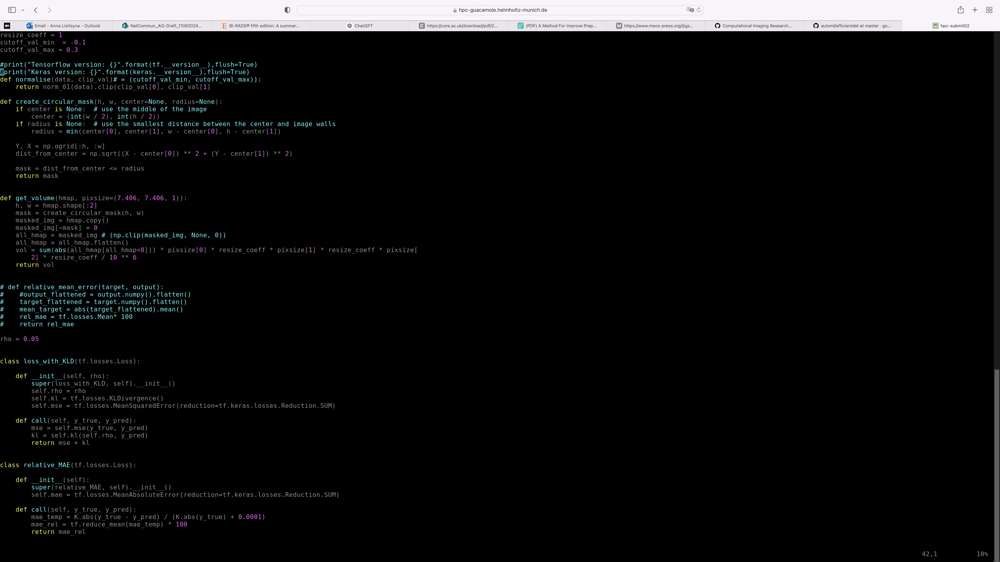 hpc-guacamole.helmholtz-munich.de
Email - Anna Lisitsyna - Outlook
NatCommun_AI2-Draft_11062024...
BI-RADS® fifth edition: A summar...
ChatGPT
https://core.ac.uk/download/pdf/2...
(PDF) A Method For Improve Prep...
https://www.mecs-press.org/ijigs...
Computational Imaging Research...
automl/efficientdet at master · go...
hpc-submit02
resize_coeff = 1
cutoff_val_min  = -0.1
cutoff_val_max = 0.3
#print("Tensorflow version: {}".format(tf.__version__),flush=True)
#print("Keras version: {}".format(keras.__version__),flush=True)
def normalise(data, clip_val)# = (cutoff_val_min, cutoff_val_max)):
    return norm_01(data).clip(clip_val[0], clip_val[1]
def create_circular_mask(h, w, center=None, radius=None):
    if center is None:  # use the middle of the image
        center = (int(w / 2), int(h / 2))
    if radius is None:  # use the smallest distance between the center and image walls
        radius = min(center[0], center[1], w - center[0], h - center[1])
    Y, X = np.ogrid[:h, :w]
    dist_from_center = np.sqrt((X - center[0]) ** 2 + (Y - center[1]) ** 2)
    mask = dist_from_center <= radius
    return mask
def get_volume(hmap, pixsize=(7.406, 7.406, 1)):
    h, w = hmap.shape[:2]
    mask = create_circular_mask(h, w)
    masked_img = hmap.copy()
    masked_img[~mask] = 0
    all_hmap = masked_img # (np.clip(masked_img, None, 0))
    all_hmap = all_hmap.flatten()
    vol = sum(abs(all_hmap[all_hmap<0])) * pixsize[0] * resize_coeff * pixsize[1] * resize_coeff * pixsize[
        2] * resize_coeff / 10 ** 6
    return vol
# def relative_mean_error(target, output):
#    #output_flattened = output.numpy().flatten()
#    target_flattened = target.numpy().flatten()
#    mean_target = abs(target_flattened).mean()
#    rel_mae = tf.losses.Mean* 100
#    return rel_mae
rho = 0.05
class loss_with_KLD(tf.losses.Loss):
    def __init__(self, rho):
        super(loss_with_KLD, self).__init__()
        self.rho = rho
        self.kl = tf.losses.KLDivergence()
        self.mse = tf.losses.MeanSquaredError(reduction=tf.keras.losses.Reduction.SUM)
    def call(self, y_true, y_pred):
        mse = self.mse(y_true, y_pred)
        kl = self.kl(self.rho, y_pred)
        return mse + kl
class relative_MAE(tf.losses.Loss):
    def __init__(self):
        super(relative_MAE, self).__init__()
        self.mae = tf.losses.MeanAbsoluteError(reduction=tf.keras.losses.Reduction.SUM)
    def call(self, y_true, y_pred):
        mae_temp = K.abs(y_true - y_pred) / (K.abs(y_true) + 0.0001)
        mae_rel = tf.reduce_mean(mae_temp) * 100
        return mae_rel
42,1          10%